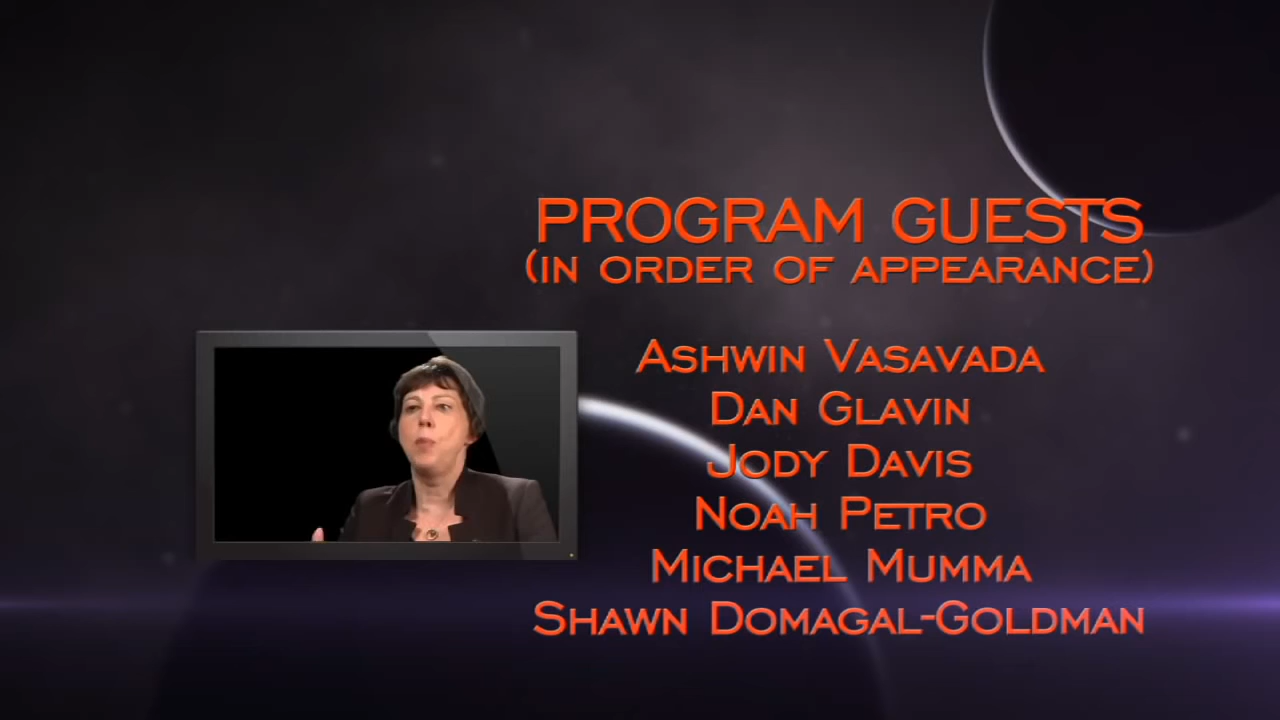 PROGRAM GUESTS
(IN ORDER OF APPEARANCE)
ASHWIN VASAVADA
DAN GLAVIN
JODY DAVIS
NOAH PETRO
MICHAEL MUMMA
SHAWN DOMAGAL-GOLDMAN